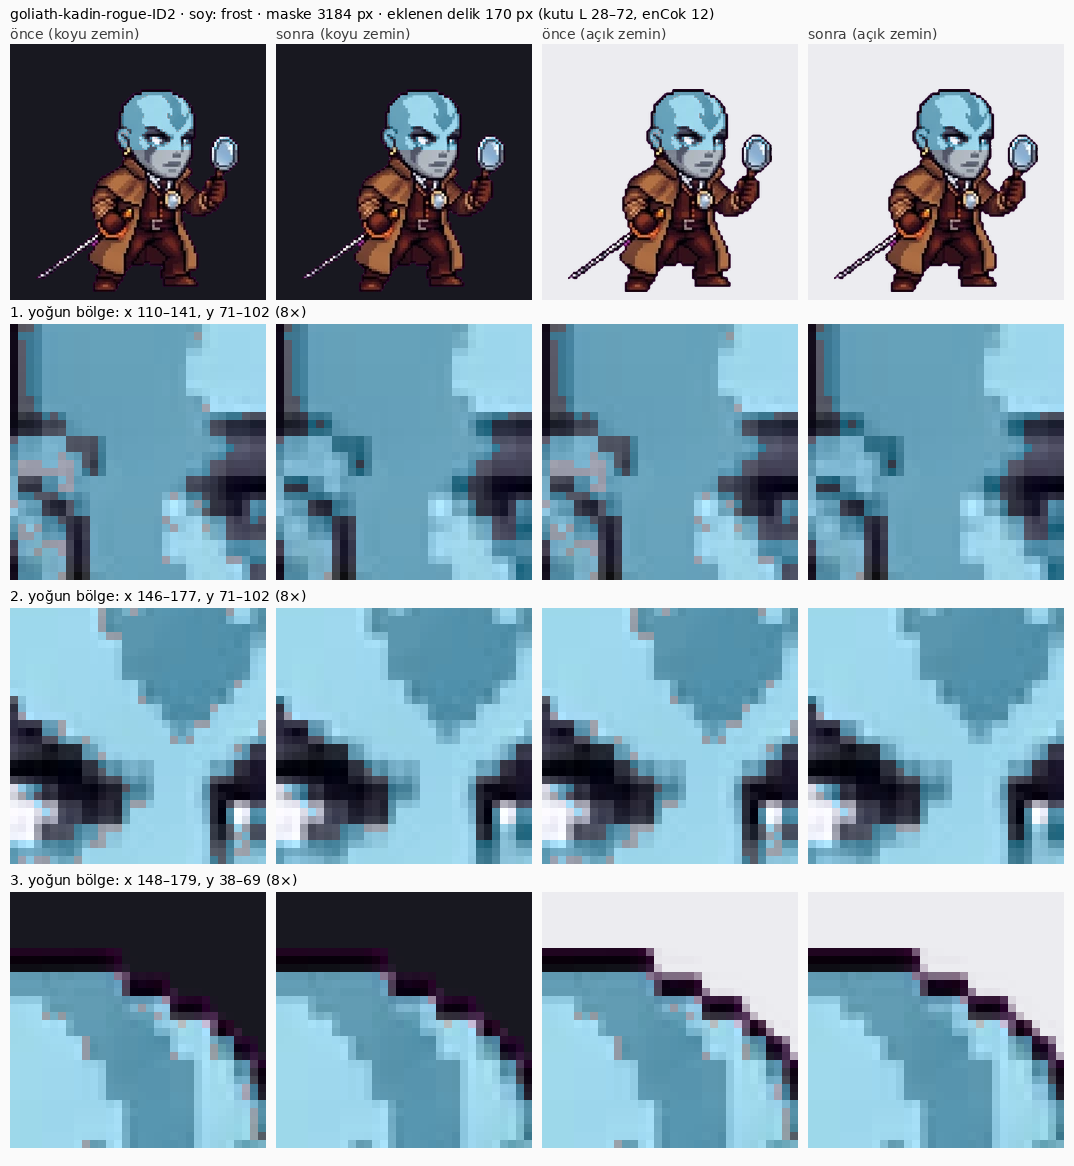 goliath-kadin-rogue-ID2 · soy: frost · maske 3184 px · eklenen delik 170 px (kutu L 28–72, enCok 12)
önce (koyu zemin) sonra (koyu zemin) önce (açık zemin) sonra (açık zemin)
1. yoğun bölge: x 110–141, y 71–102 (8×)
2. yoğun bölge: x 146–177, y 71–102 (8×)
3. yoğun bölge: x 148–179, y 38–69 (8×)